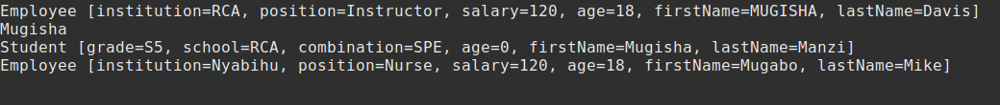 Employee [institution=RCA, position=Instructor, salary=120, age=18, firstName=MUGISHA, lastName=Davis]
Mugisha
Student [grade=S5, school=RCA, combination=SPE, age=0, firstName=Mugisha, lastName=Manzi]
Employee [institution=Nyabihu, position=Nurse, salary=120, age=18, firstName=Mugabo, lastName=Mike]